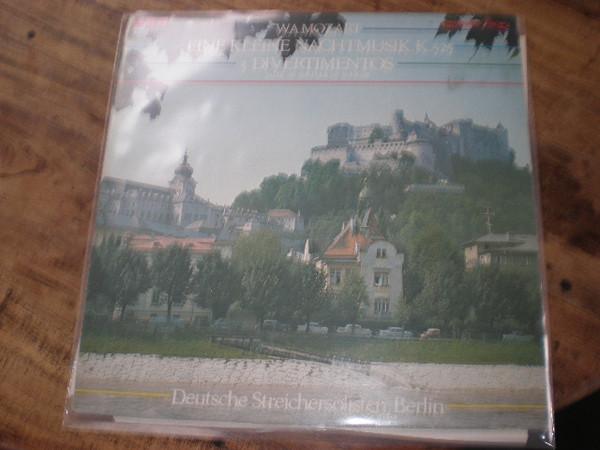 W.A. MOZART
EINE KLEINE NACHTMUSIK K.525
3 DIVERTIMENTOS
Deutsche Streichersolisten, Berlin